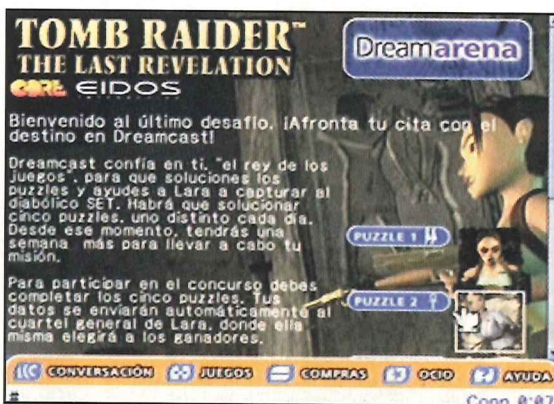 TOMB RAIDER™
THE LAST REVELATION
CORE EIDOS
INTERACTIVE
Dreamarena
Bienvenido al último desafío. ¡Afronta tu cita con el
destino en Dreamcast!
Dreamcast confía en ti, "el rey de los
juegos", para que soluciones los
puzzles y ayudes a Lara a capturar al
diabólico SET. Habrá que solucionar
cinco puzzles, uno distinto cada día.
Desde ese momento, tendrás una
semana más para llevar a cabo tu
misión.
PUZZLE 1
Para participar en el concurso debes
completar los cinco puzzles. Tus
datos se enviarán automáticamente al
cuartel general de Lara, donde ella
misma elegirá a los ganadores.
PUZZLE 2
CONVERSACIÓN JUEGOS COMPRAS OCIO AYUDA
Conn 0:07